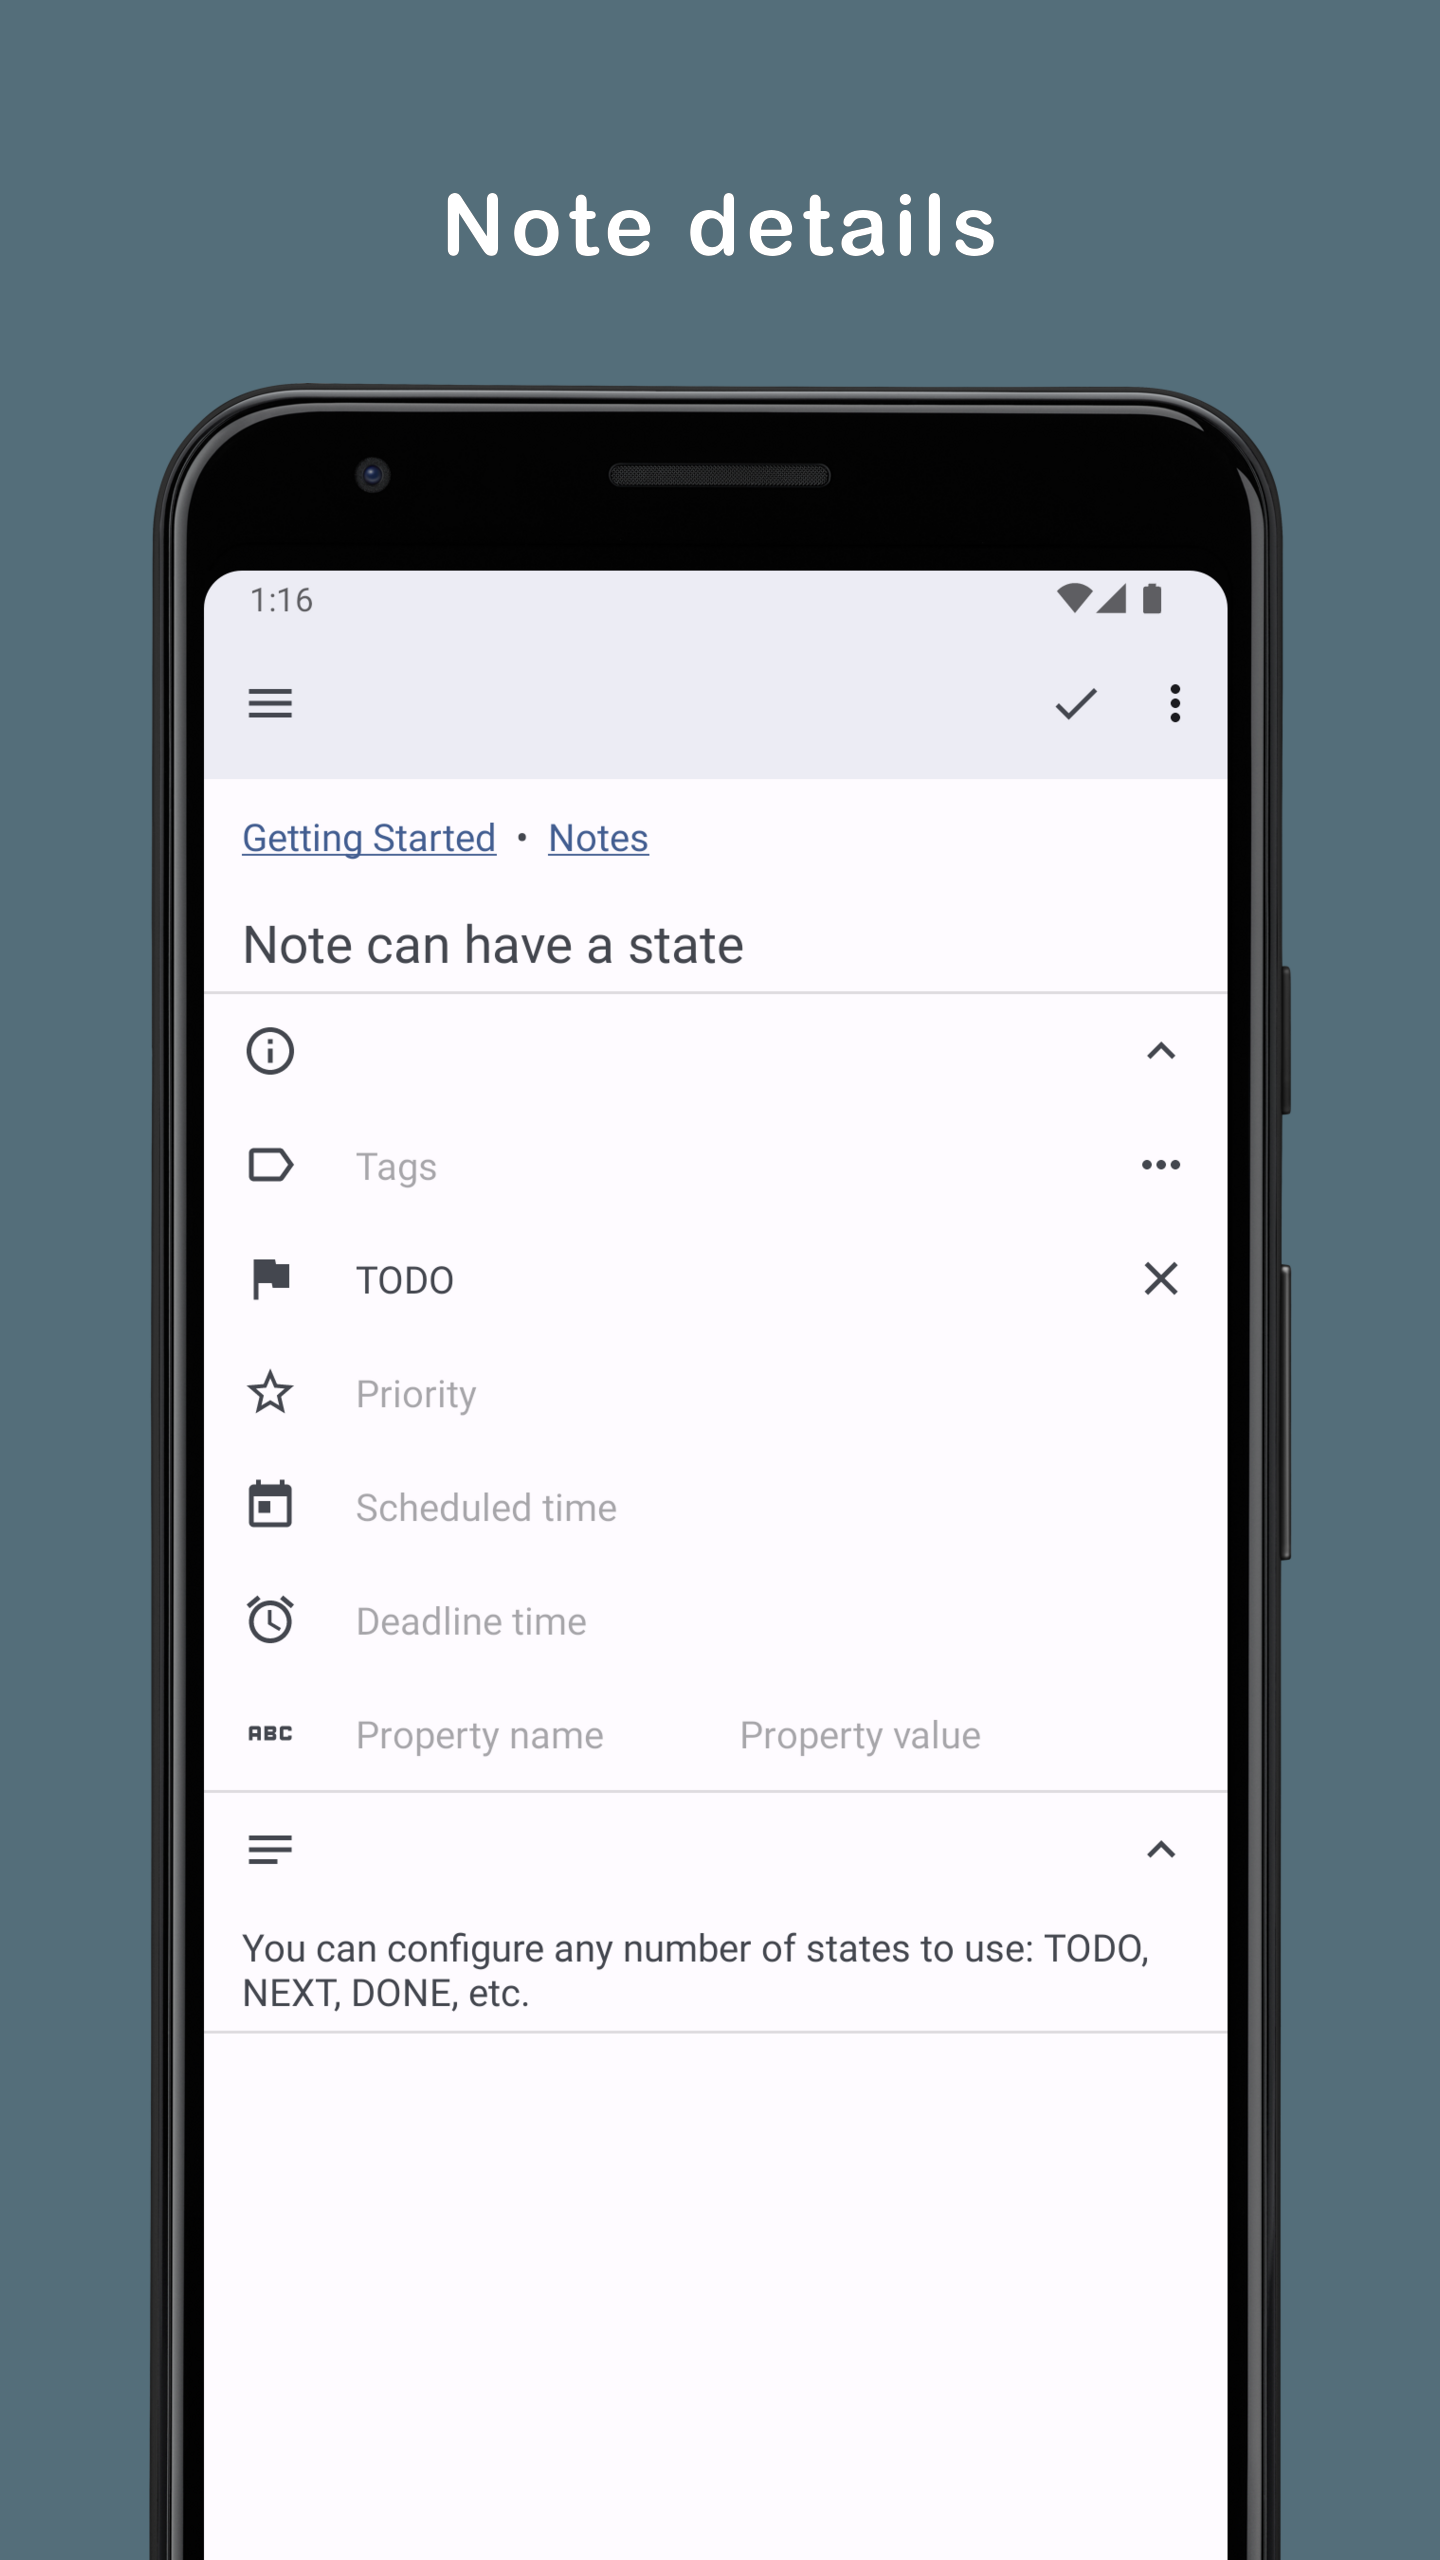 Note details
1:16
Getting Started • Notes
Note can have a state
Tags
TODO
Priority
Scheduled time
Deadline time
ABC Property name Property value
You can configure any number of states to use: TODO,
NEXT, DONE, etc.